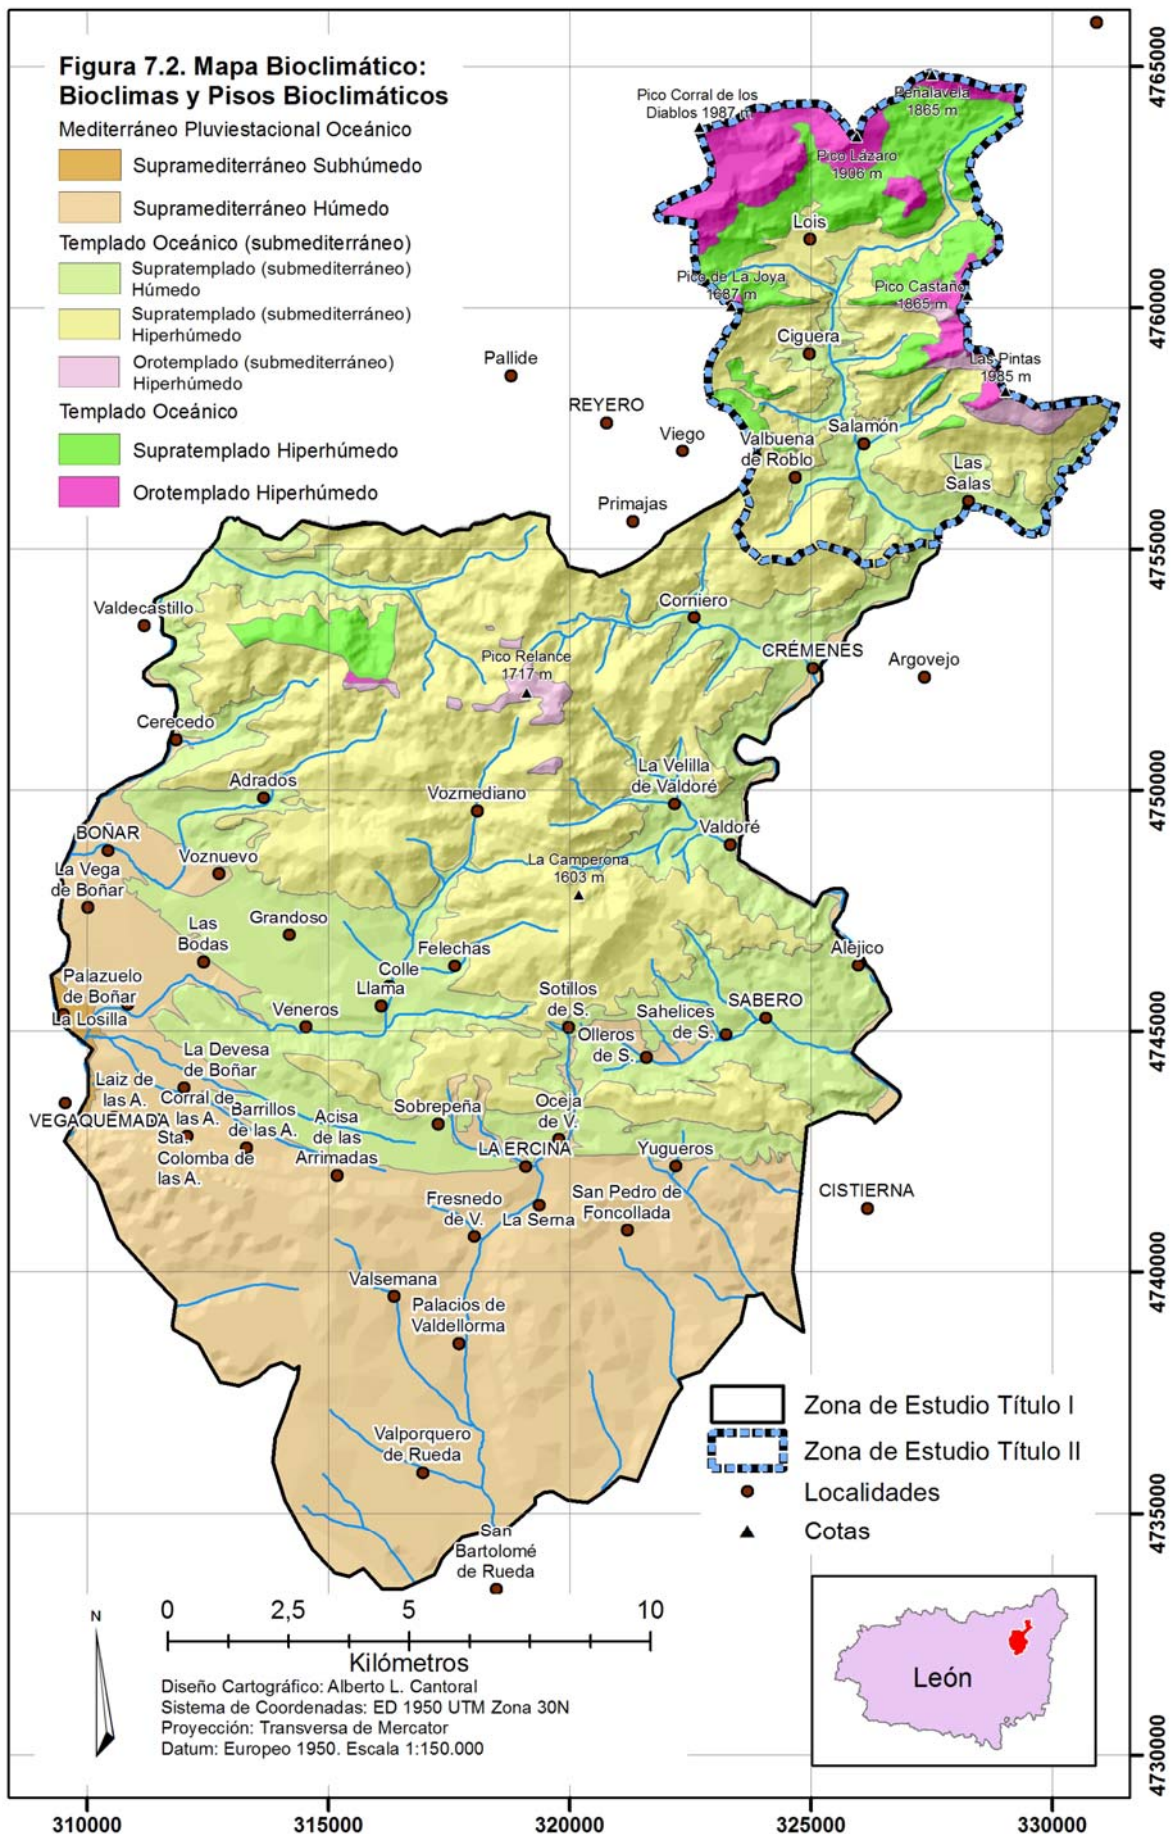 Figura 7.2. Mapa Bioclimático:
Bioclimas y Pisos Bioclimáticos
Mediterráneo Pluviestacional Oceánico
Supramediterráneo Subhúmedo
Supramediterráneo Húmedo
Templado Oceánico (submediterráneo)
Supratemplado (submediterráneo)
Húmedo
Supratemplado (submediterráneo)
Hiperhúmedo
Orotemplado (submediterráneo)
Hiperhúmedo
Templado Oceánico
Supratemplado Hiperhúmedo
Orotemplado Hiperhúmedo
Pico Corral de los
Diablos 1987 m
Peñalavela
1865 m
Pico Lázaro
1906 m
Lois
Pico de La Joya
1687 m
Pico Castaño
1865 m
Ciguera
Las Pintas
1985 m
Pallide
REYERO
Viego
Salamón
Valbuena
de Roblo
Las
Salas
Primajas
Valdecastillo
Corniero
CRÉMENES
Argovejo
Pico Relance
1717 m
Cerecedo
Adrados
Vozmediano
La Velilla
de Valdoré
Valdoré
BOÑAR
Voznuevo
La Vega
de Boñar
La Camperona
1603 m
Grandoso
Las
Bodas
Felechas
Colle
Llama
Alejico
Palazuelo
de Boñar
La Losilla
Veneros
Sotillos
de S.
Sahelices
de S.
SABERO
Olleros
de S.
La Devesa
de Boñar
Laiz de
las A.
Corral de
las A.
VEGAQUEMADA
Barrillos
de las A.
Sta.
Colomba de
las A.
Acisa
de las
Arrimadas
Sobrepeña
Oceja
de V.
LA ERCINA
Yugueros
CISTIERNA
Fresnedo
de V.
La Serna
San Pedro de
Foncollada
Valsemana
Palacios de
Valdellorma
Valporquero
de Rueda
San
Bartolomé
de Rueda
Zona de Estudio Título I
Zona de Estudio Título II
Localidades
Cotas
León
N
0 2,5 5 10
Kilómetros
Diseño Cartográfico: Alberto L. Cantoral
Sistema de Coordenadas: ED 1950 UTM Zona 30N
Proyección: Transversa de Mercator
Datum: Europeo 1950. Escala 1:150.000
310000 315000 320000 325000 330000
4765000
4760000
4755000
4750000
4745000
4740000
4735000
4730000